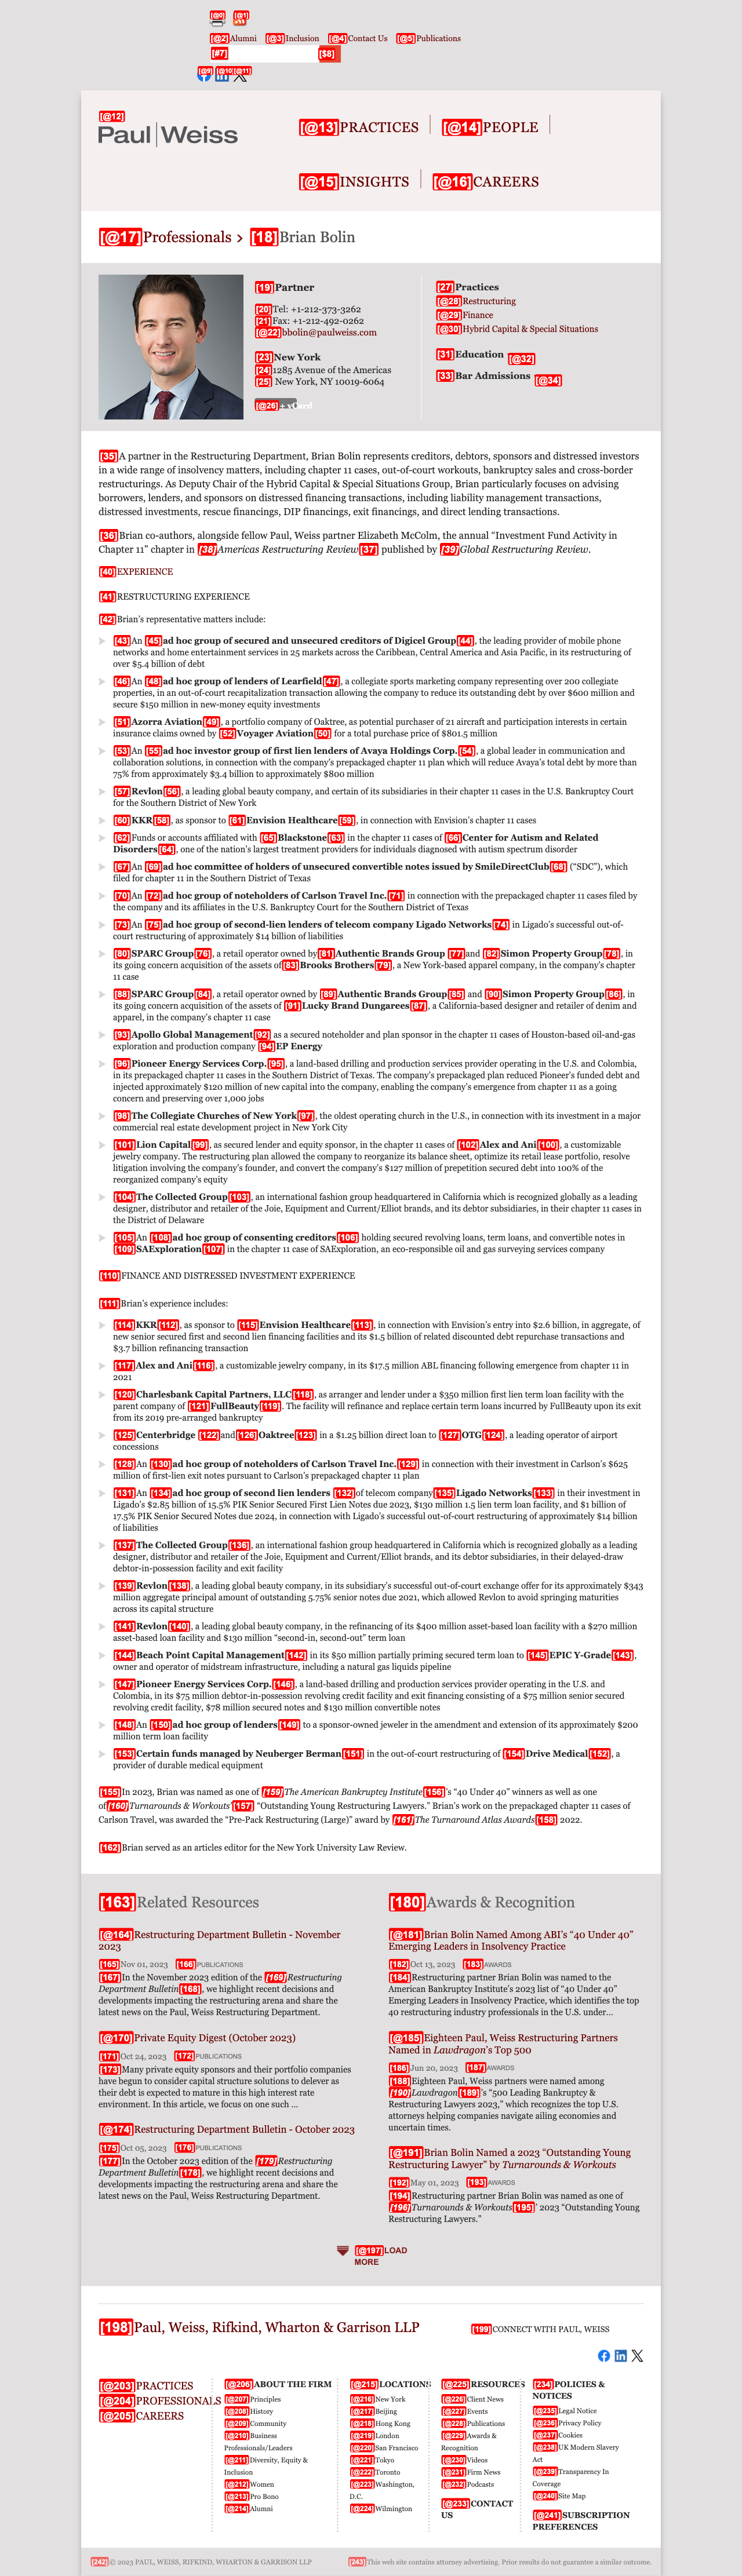 [@0] [@1]
[@2]Alumni [@3]Inclusion [@4]Contact Us [@5]Publications
[#7] [$8]
[@9] [@10] [@11]
[@12]
Paul|Weiss
[@13]PRACTICES [@14]PEOPLE
[@15]INSIGHTS [@16]CAREERS
[@17]Professionals > [18]Brian Bolin
[19]Partner
[20]Tel: +1-212-373-3262
[21]Fax: +1-212-492-0262
[@22]bbolin@paulweiss.com
[23]New York
[24]1285 Avenue of the Americas
[25] New York, NY 10019-6064
[@26]+ vCard
[27]Practices
[@28]Restructuring
[@29]Finance
[@30]Hybrid Capital & Special Situations
[31]Education [@32]
[33]Bar Admissions [@34]
[35]A partner in the Restructuring Department, Brian Bolin represents creditors, debtors, sponsors and distressed investors
in a wide range of insolvency matters, including chapter 11 cases, out-of-court workouts, bankruptcy sales and cross-border
restructurings. As Deputy Chair of the Hybrid Capital & Special Situations Group, Brian particularly focuses on advising
borrowers, lenders, and sponsors on distressed financing transactions, including liability management transactions,
distressed investments, rescue financings, DIP financings, exit financings, and direct lending transactions.
[36]Brian co-authors, alongside fellow Paul, Weiss partner Elizabeth McColm, the annual “Investment Fund Activity in
Chapter 11” chapter in [38]Americas Restructuring Review[37] published by [39]Global Restructuring Review.
[40]EXPERIENCE
[41]RESTRUCTURING EXPERIENCE
[42]Brian’s representative matters include:
[43]An [45]ad hoc group of secured and unsecured creditors of Digicel Group[44], the leading provider of mobile phone
networks and home entertainment services in 25 markets across the Caribbean, Central America and Asia Pacific, in its restructuring of
over $5.4 billion of debt
[46]An [48]ad hoc group of lenders of Learfield[47], a collegiate sports marketing company representing over 200 collegiate
properties, in an out-of-court recapitalization transaction allowing the company to reduce its outstanding debt by over $600 million and
secure $150 million in new-money equity investments
[51]Azorra Aviation[49], a portfolio company of Oaktree, as potential purchaser of 21 aircraft and participation interests in certain
insurance claims owned by [52]Voyager Aviation[50] for a total purchase price of $801.5 million
[53]An [55]ad hoc investor group of first lien lenders of Avaya Holdings Corp.[54], a global leader in communication and
collaboration solutions, in connection with the company’s prepackaged chapter 11 plan which will reduce Avaya’s total debt by more than
75% from approximately $3.4 billion to approximately $800 million
[57]Revlon[56], a leading global beauty company, and certain of its subsidiaries in their chapter 11 cases in the U.S. Bankruptcy Court
for the Southern District of New York
[60]KKR[58], as sponsor to [61]Envision Healthcare[59], in connection with Envision’s chapter 11 cases
[62]Funds or accounts affiliated with [65]Blackstone[63] in the chapter 11 cases of [66]Center for Autism and Related
Disorders[64], one of the nation’s largest treatment providers for individuals diagnosed with autism spectrum disorder
[67]An [69]ad hoc committee of holders of unsecured convertible notes issued by SmileDirectClub[68] (“SDC”), which
filed for chapter 11 in the Southern District of Texas
[70]An [72]ad hoc group of noteholders of Carlson Travel Inc.[71] in connection with the prepackaged chapter 11 cases filed by
the company and its affiliates in the U.S. Bankruptcy Court for the Southern District of Texas
[73]An [75]ad hoc group of second-lien lenders of telecom company Ligado Networks[74] in Ligado’s successful out-of-
court restructuring of approximately $14 billion of liabilities
[80]SPARC Group[76], a retail operator owned by[81]Authentic Brands Group [77]and [82]Simon Property Group[78], in
its going concern acquisition of the assets of[83]Brooks Brothers[79], a New York-based apparel company, in the company’s chapter
11 case
[88]SPARC Group[84], a retail operator owned by [89]Authentic Brands Group[85] and [90]Simon Property Group[86], in
its going concern acquisition of the assets of [91]Lucky Brand Dungarees[87], a California-based designer and retailer of denim and
apparel, in the company’s chapter 11 case
[93]Apollo Global Management[92] as a secured noteholder and plan sponsor in the chapter 11 cases of Houston-based oil-and-gas
exploration and production company [94]EP Energy
[96]Pioneer Energy Services Corp.[95], a land-based drilling and production services provider operating in the U.S. and Colombia,
in its prepackaged chapter 11 cases in the Southern District of Texas. The company’s prepackaged plan reduced Pioneer’s funded debt and
injected approximately $120 million of new capital into the company, enabling the company’s emergence from chapter 11 as a going
concern and preserving over 1,000 jobs
[98]The Collegiate Churches of New York[97], the oldest operating church in the U.S., in connection with its investment in a major
commercial real estate development project in New York City
[101]Lion Capital[99], as secured lender and equity sponsor, in the chapter 11 cases of [102]Alex and Ani[100], a customizable
jewelry company. The restructuring plan allowed the company to reorganize its balance sheet, optimize its retail lease portfolio, resolve
litigation involving the company’s founder, and convert the company’s $127 million of prepetition secured debt into 100% of the
reorganized company’s equity
[104]The Collected Group[103], an international fashion group headquartered in California which is recognized globally as a leading
designer, distributor and retailer of the Joie, Equipment and Current/Elliot brands, and its debtor subsidiaries, in their chapter 11 cases in
the District of Delaware
[105]An [108]ad hoc group of consenting creditors[106] holding secured revolving loans, term loans, and convertible notes in
[109]SAExploration[107] in the chapter 11 case of SAExploration, an eco-responsible oil and gas surveying services company
[110]FINANCE AND DISTRESSED INVESTMENT EXPERIENCE
[111]Brian’s experience includes:
[114]KKR[112], as sponsor to [115]Envision Healthcare[113], in connection with Envision’s entry into $2.6 billion, in aggregate, of
new senior secured first and second lien financing facilities and its $1.5 billion of related discounted debt repurchase transactions and
$3.7 billion refinancing transaction
[117]Alex and Ani[116], a customizable jewelry company, in its $17.5 million ABL financing following emergence from chapter 11 in
2021
[120]Charlesbank Capital Partners, LLC[118], as arranger and lender under a $350 million first lien term loan facility with the
parent company of [121]FullBeauty[119]. The facility will refinance and replace certain term loans incurred by FullBeauty upon its exit
from its 2019 pre-arranged bankruptcy
[125]Centerbridge [122]and[126]Oaktree[123] in a $1.25 billion direct loan to [127]OTG[124], a leading operator of airport
concessions
[128]An [130]ad hoc group of noteholders of Carlson Travel Inc.[129] in connection with their investment in Carlson’s $625
million of first-lien exit notes pursuant to Carlson’s prepackaged chapter 11 plan
[131]An [134]ad hoc group of second lien lenders [132]of telecom company[135]Ligado Networks[133] in their investment in
Ligado’s $2.85 billion of 15.5% PIK Senior Secured First Lien Notes due 2023, $130 million 1.5 lien term loan facility, and $1 billion of
17.5% PIK Senior Secured Notes due 2024, in connection with Ligado’s successful out-of-court restructuring of approximately $14 billion
of liabilities
[137]The Collected Group[136], an international fashion group headquartered in California which is recognized globally as a leading
designer, distributor and retailer of the Joie, Equipment and Current/Elliot brands, and its debtor subsidiaries, in their delayed-draw
debtor-in-possession facility and exit facility
[139]Revlon[138], a leading global beauty company, in its subsidiary’s successful out-of-court exchange offer for its approximately $343
million aggregate principal amount of outstanding 5.75% senior notes due 2021, which allowed Revlon to avoid springing maturities
across its capital structure
[141]Revlon[140], a leading global beauty company, in the refinancing of its $400 million asset-based loan facility with a $270 million
asset-based loan facility and $130 million “second-in, second-out” term loan
[144]Beach Point Capital Management[142] in its $50 million partially priming secured term loan to [145]EPIC Y-Grade[143],
owner and operator of midstream infrastructure, including a natural gas liquids pipeline
[147]Pioneer Energy Services Corp.[146], a land-based drilling and production services provider operating in the U.S. and
Colombia, in its $75 million debtor-in-possession revolving credit facility and exit financing consisting of a $75 million senior secured
revolving credit facility, $78 million secured notes and $130 million convertible notes
[148]An [150]ad hoc group of lenders[149] to a sponsor-owned jeweler in the amendment and extension of its approximately $200
million term loan facility
[153]Certain funds managed by Neuberger Berman[151] in the out-of-court restructuring of [154]Drive Medical[152], a
provider of durable medical equipment
[155]In 2023, Brian was named as one of [159]The American Bankruptcy Institute[156]’s “40 Under 40” winners as well as one
of[160]Turnarounds & Workouts’[157] “Outstanding Young Restructuring Lawyers.” Brian’s work on the prepackaged chapter 11 cases of
Carlson Travel, was awarded the “Pre-Pack Restructuring (Large)” award by [161]The Turnaround Atlas Awards[158] 2022.
[162]Brian served as an articles editor for the New York University Law Review.
[163]Related Resources
[@164]Restructuring Department Bulletin - November
2023
[165]Nov 01, 2023 [166]PUBLICATIONS
[167]In the November 2023 edition of the [169]Restructuring
Department Bulletin[168], we highlight recent decisions and
developments impacting the restructuring arena and share the
latest news on the Paul, Weiss Restructuring Department.
[@170]Private Equity Digest (October 2023)
[171]Oct 24, 2023 [172]PUBLICATIONS
[173]Many private equity sponsors and their portfolio companies
have begun to consider capital structure solutions to delever as
their debt is expected to mature in this high interest rate
environment. In this article, we focus on one such ...
[@174]Restructuring Department Bulletin - October 2023
[175]Oct 05, 2023 [176]PUBLICATIONS
[177]In the October 2023 edition of the [179]Restructuring
Department Bulletin[178], we highlight recent decisions and
developments impacting the restructuring arena and share the
latest news on the Paul, Weiss Restructuring Department.
[180]Awards & Recognition
[@181]Brian Bolin Named Among ABI’s “40 Under 40”
Emerging Leaders in Insolvency Practice
[182]Oct 13, 2023 [183]AWARDS
[184]Restructuring partner Brian Bolin was named to the
American Bankruptcy Institute’s 2023 list of “40 Under 40”
Emerging Leaders in Insolvency Practice, which identifies the top
40 restructuring industry professionals in the U.S. under...
[@185]Eighteen Paul, Weiss Restructuring Partners
Named in Lawdragon’s Top 500
[186]Jun 20, 2023 [187]AWARDS
[188]Eighteen Paul, Weiss partners were named among
[190]Lawdragon[189]’s “500 Leading Bankruptcy &
Restructuring Lawyers 2023,” which recognizes the top U.S.
attorneys helping companies navigate ailing economies and
uncertain times.
[@191]Brian Bolin Named a 2023 “Outstanding Young
Restructuring Lawyer” by Turnarounds & Workouts
[192]May 01, 2023 [193]AWARDS
[194]Restructuring partner Brian Bolin was named as one of
[196]Turnarounds & Workouts[195]’ 2023 “Outstanding Young
Restructuring Lawyers.”
[@197]LOAD
MORE
[198]Paul, Weiss, Rifkind, Wharton & Garrison LLP
[199]CONNECT WITH PAUL, WEISS
[@203]PRACTICES
[@204]PROFESSIONALS
[@205]CAREERS
[@206]ABOUT THE FIRM
[@207]Principles
[@208]History
[@209]Community
[@210]Business
Professionals/Leaders
[@211]Diversity, Equity &
Inclusion
[@212]Women
[@213]Pro Bono
[@214]Alumni
[@215]LOCATIONS
[@216]New York
[@217]Beijing
[@218]Hong Kong
[@219]London
[@220]San Francisco
[@221]Tokyo
[@222]Toronto
[@223]Washington,
D.C.
[@224]Wilmington
[@225]RESOURCES
[@226]Client News
[@227]Events
[@228]Publications
[@229]Awards &
Recognition
[@230]Videos
[@231]Firm News
[@232]Podcasts
[@233]CONTACT
US
[234]POLICIES &
NOTICES
[@235]Legal Notice
[@236]Privacy Policy
[@237]Cookies
[@238]UK Modern Slavery
Act
[@239]Transparency In
Coverage
[@240]Site Map
[@241]SUBSCRIPTION
PREFERENCES
[242]© 2023 PAUL, WEISS, RIFKIND, WHARTON & GARRISON LLP
[243]This web site contains attorney advertising. Prior results do not guarantee a similar outcome.